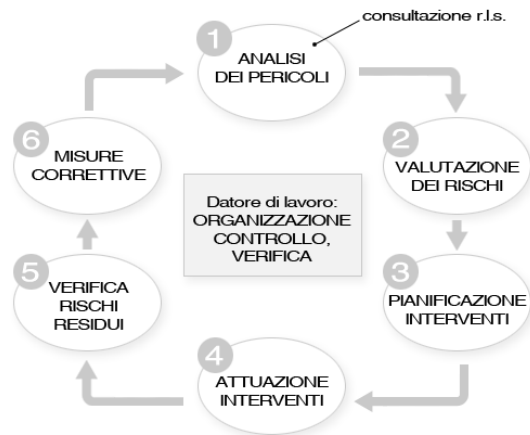 consultazione r.l.s.
1
ANALISI
DEI PERICOLI
2
VALUTAZIONE
DEI RISCHI
3
PIANIFICAZIONE
INTERVENTI
4
ATTUAZIONE
INTERVENTI
5
VERIFICA
RISCHI
RESIDUI
6
MISURE
CORRETTIVE
Datore di lavoro:
ORGANIZZAZIONE
CONTROLLO,
VERIFICA